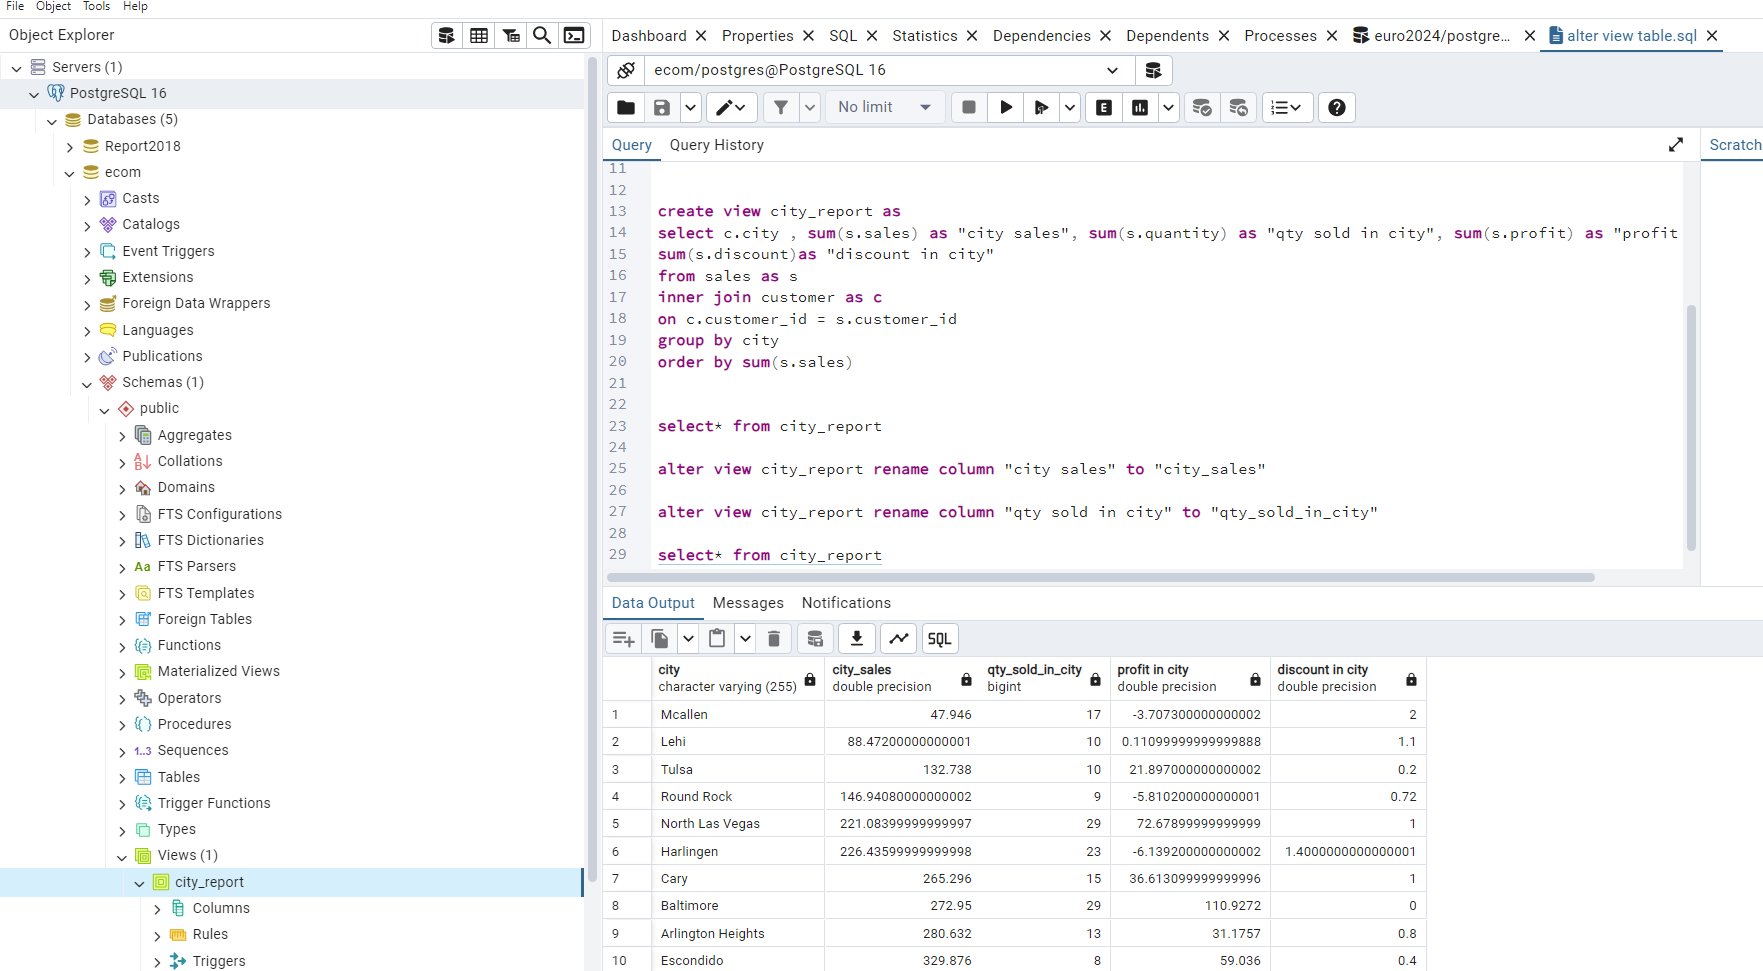 File Object Tools Help
Object Explorer
Servers (1)
PostgreSQL 16
Databases (5)
Report2018
ecom
Casts
Catalogs
Event Triggers
Extensions
Foreign Data Wrappers
Languages
Publications
Schemas (1)
public
Aggregates
Collations
Domains
FTS Configurations
FTS Dictionaries
Aa FTS Parsers
FTS Templates
Foreign Tables
Functions
Materialized Views
Operators
Procedures
1..3 Sequences
Tables
Trigger Functions
Types
Views (1)
city_report
Columns
Rules
Triggers
Dashboard Properties SQL Statistics Dependencies Dependents Processes euro2024/postgre... alter view table.sql
ecom/postgres@PostgreSQL 16
No limit E
Query Query History Scratch
11
12
13 create view city_report as
14 select c.city , sum(s.sales) as "city sales", sum(s.quantity) as "qty sold in city", sum(s.profit) as "profit
15 sum(s.discount)as "discount in city"
16 from sales as s
17 inner join customer as c
18 on c.customer_id = s.customer_id
19 group by city
20 order by sum(s.sales)
21
22
23 select* from city_report
24
25 alter view city_report rename column "city sales" to "city_sales"
26
27 alter view city_report rename column "qty sold in city" to "qty_sold_in_city"
28
29 select* from city_report
Data Output Messages Notifications
SQL
city city_sales qty_sold_in_city profit in city discount in city
character varying (255) double precision bigint double precision double precision
1 Mcallen 47.946 17 -3.707300000000002 2
2 Lehi 88.47200000000001 10 0.11099999999999888 1.1
3 Tulsa 132.738 10 21.897000000000002 0.2
4 Round Rock 146.94080000000002 9 -5.810200000000001 0.72
5 North Las Vegas 221.08399999999997 29 72.67899999999999 1
6 Harlingen 226.43599999999998 23 -6.139200000000002 1.4000000000000001
7 Cary 265.296 15 36.613099999999996 1
8 Baltimore 272.95 29 110.9272 0
9 Arlington Heights 280.632 13 31.1757 0.8
10 Escondido 329.876 8 59.036 0.4